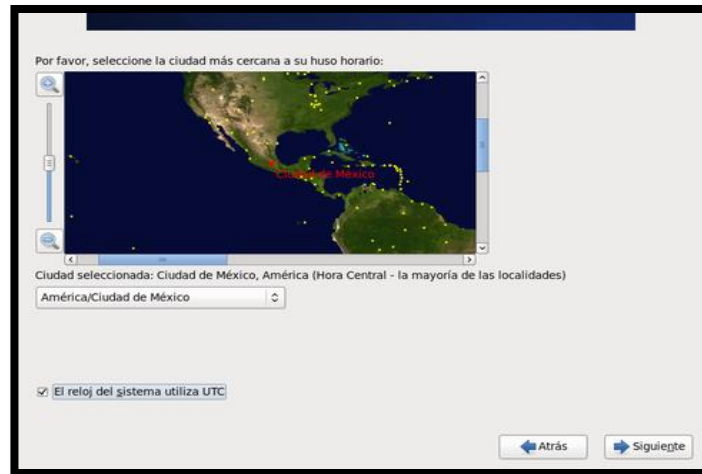 Por favor, seleccione la ciudad más cercana a su huso horario:
Ciudad de México
Ciudad seleccionada: Ciudad de México, América (Hora Central - la mayoría de las localidades)
América/Ciudad de México
El reloj del sistema utiliza UTC
Atrás
Siguiente